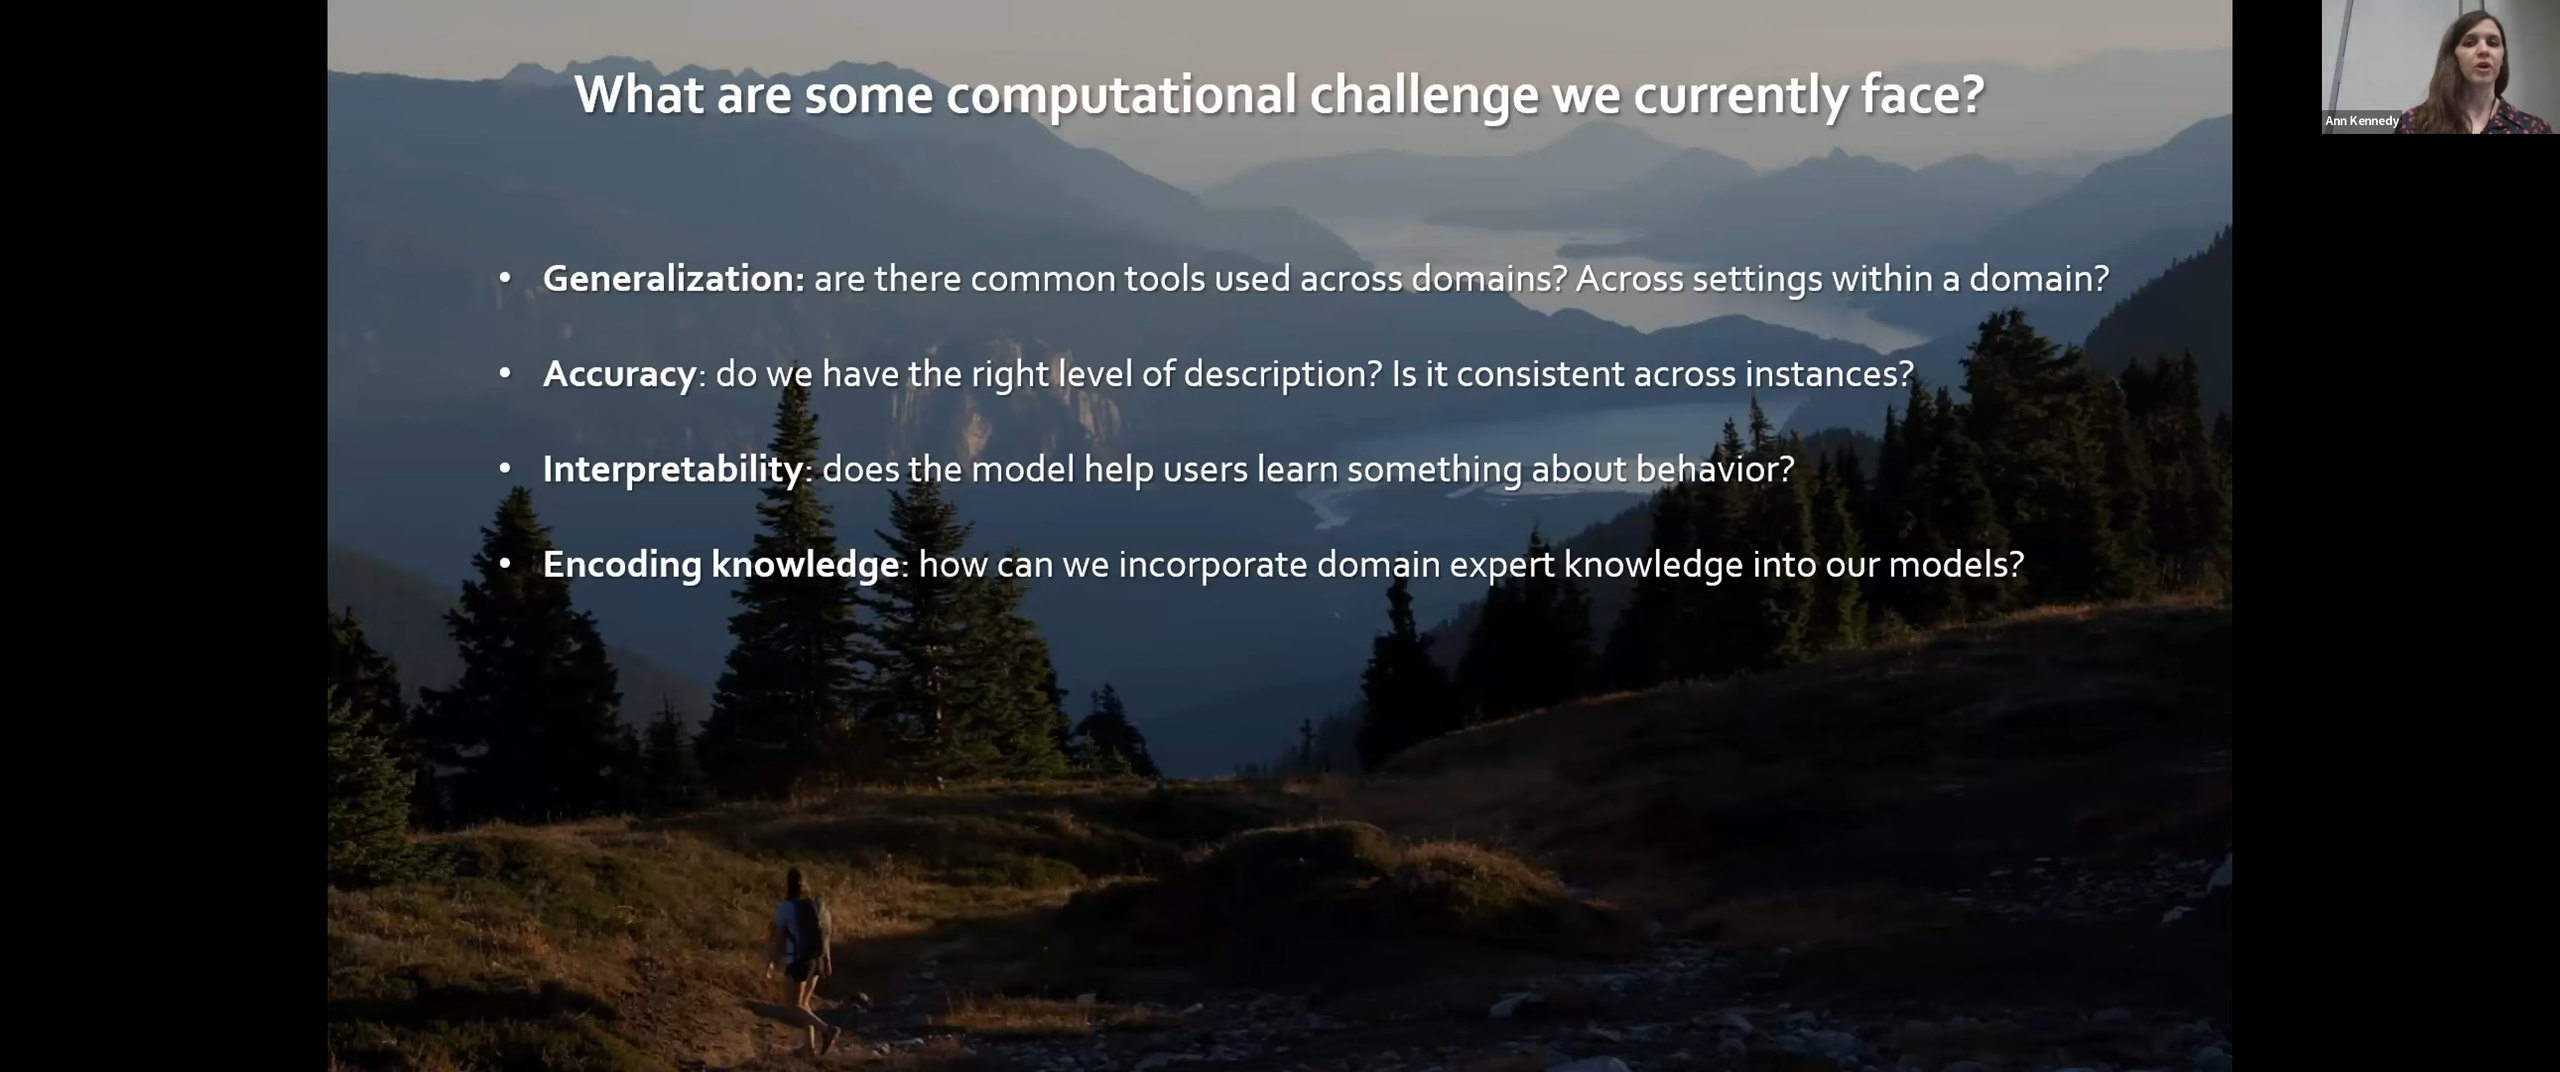 What are some computational challenge we currently face?
Ann Kennedy
• Generalization: are there common tools used across domains? Across settings within a domain?
• Accuracy: do we have the right level of description? Is it consistent across instances?
• Interpretability: does the model help users learn something about behavior?
• Encoding knowledge: how can we incorporate domain expert knowledge into our models?